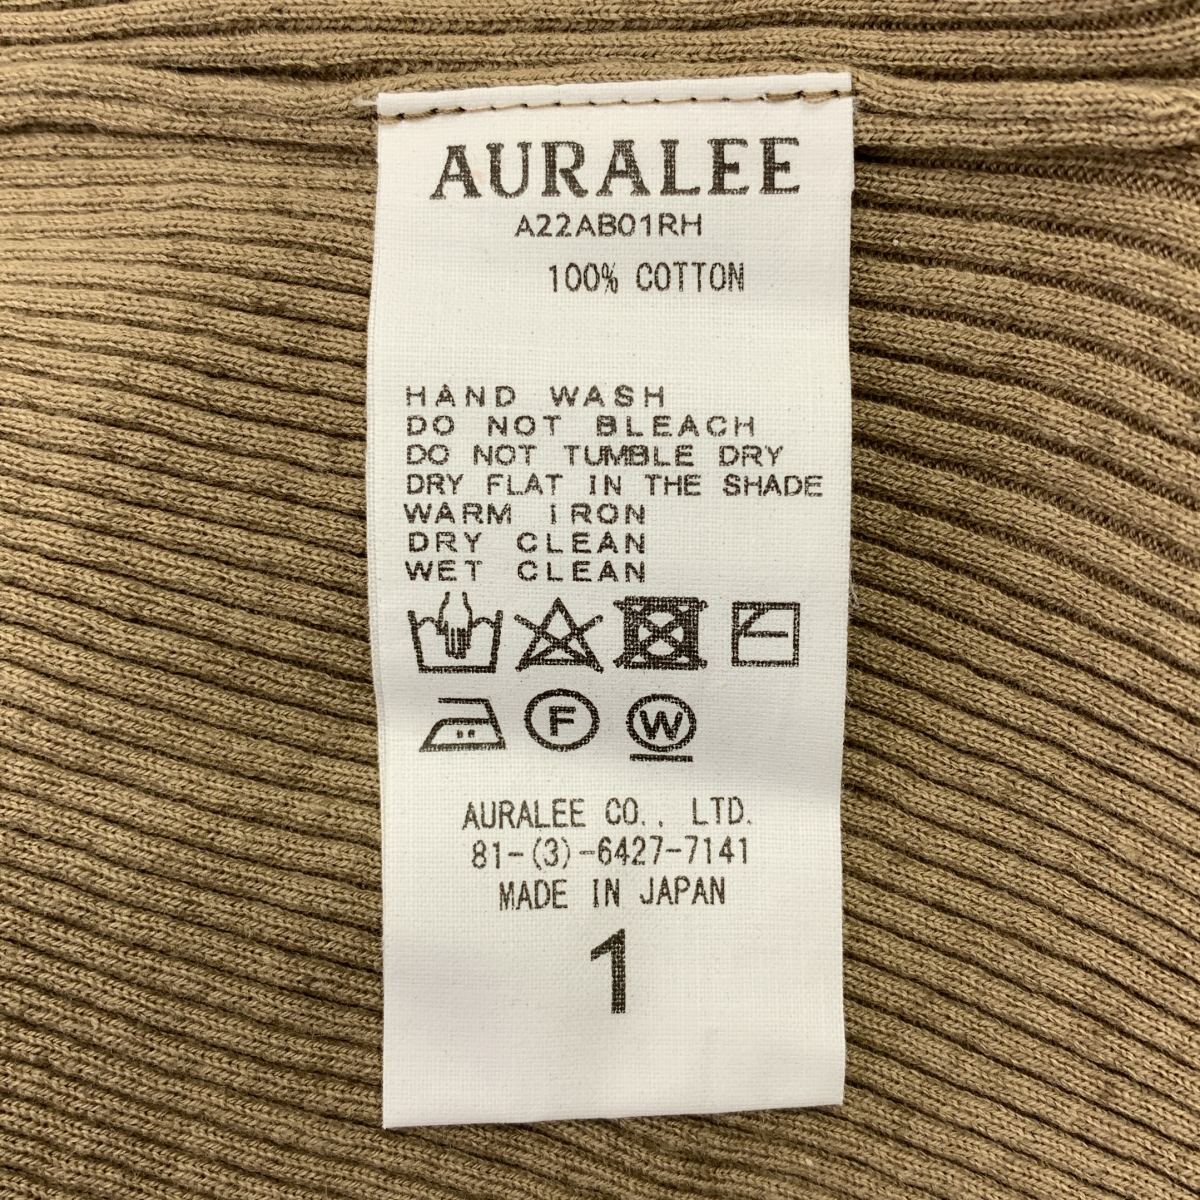 AURALEE
A22AB01RH
100% COTTON
HAND WASH
DO NOT BLEACH
DO NOT TUMBLE DRY
DRY FLAT IN THE SHADE
WARM IRON
DRY CLEAN
WET CLEAN
F W
AURALEE CO., LTD.
81-(3)-6427-7141
MADE IN JAPAN
1